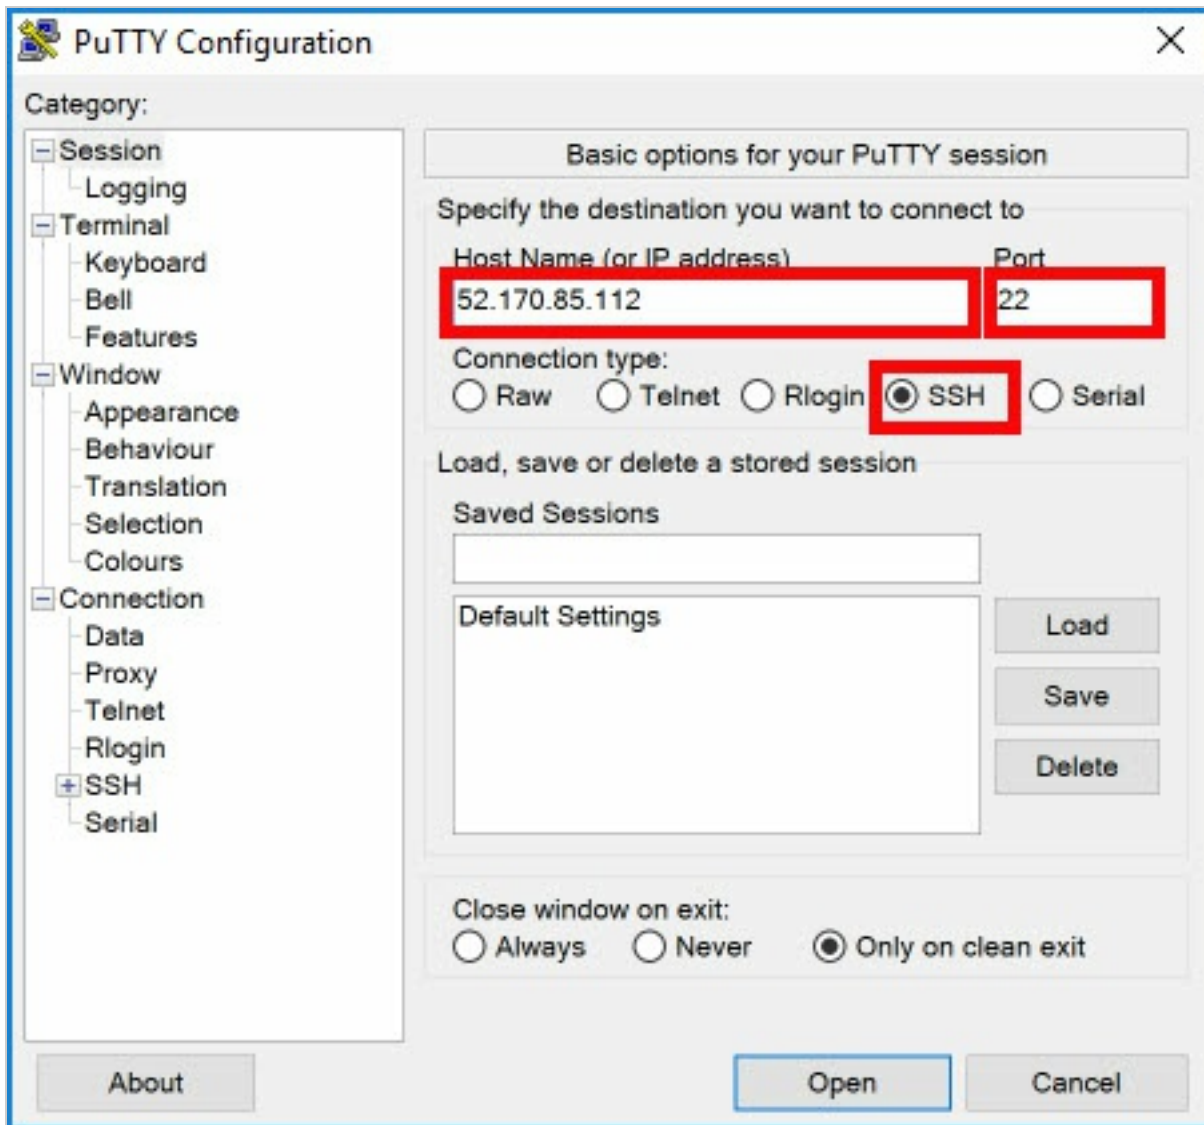 PuTTY Configuration
Category:
Session
Logging
Terminal
Keyboard
Bell
Features
Window
Appearance
Behaviour
Translation
Selection
Colours
Connection
Data
Proxy
Telnet
Rlogin
SSH
Serial
Basic options for your PuTTY session
Specify the destination you want to connect to
Host Name (or IP address) Port
52.170.85.112 22
Connection type:
Raw Telnet Rlogin SSH Serial
Load, save or delete a stored session
Saved Sessions
Default Settings
Load
Save
Delete
Close window on exit:
Always Never Only on clean exit
About Open Cancel